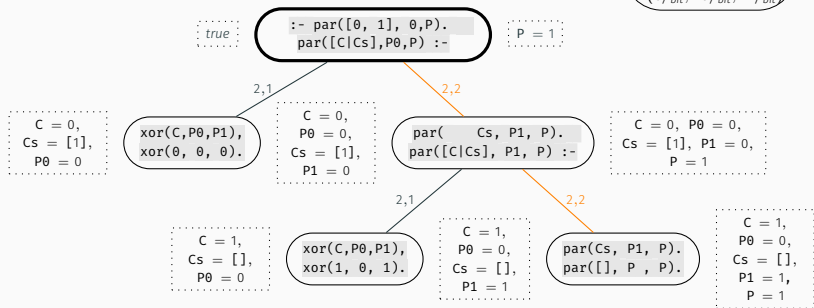 :- par([0, 1], 0,P).
par([C|Cs],P0,P) :-
true
P = 1
2,1
2,2
C = 0,
Cs = [1],
P0 = 0
xor(C,P0,P1),
xor(0, 0, 0).
C = 0,
P0 = 0,
Cs = [1],
P1 = 0
par( Cs, P1, P).
par([C|Cs], P1, P) :-
C = 0, P0 = 0,
Cs = [1], P1 = 0,
P = 1
2,1
2,2
C = 1,
Cs = [],
P0 = 0
xor(C,P0,P1),
xor(1, 0, 1).
C = 1,
P0 = 0,
Cs = [],
P1 = 1
par(Cs, P1, P).
par([], P , P).
C = 1,
P0 = 0,
Cs = [],
P1 = 1,
P = 1